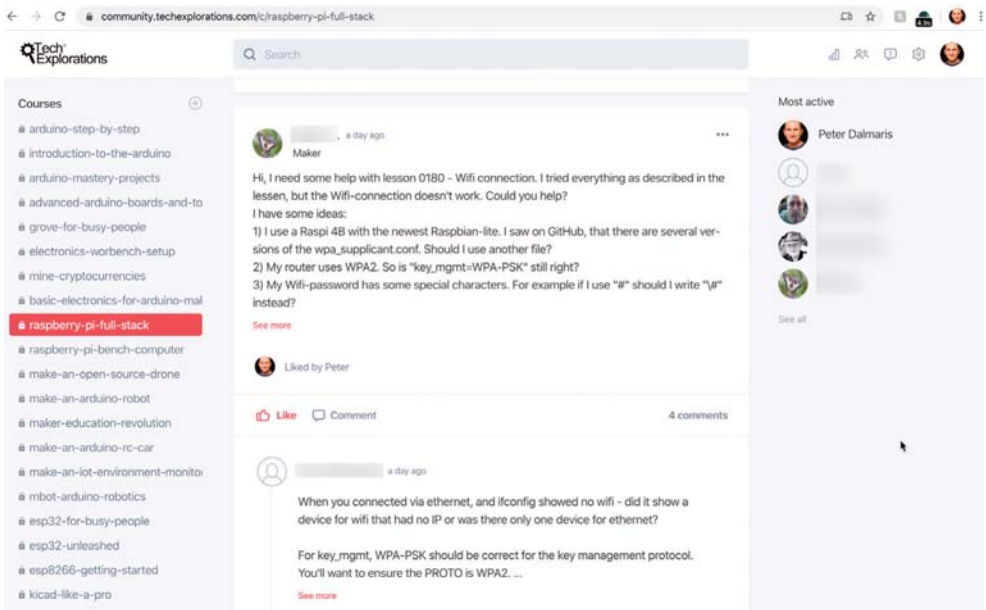 community.techexplorations.com/c/raspberry-pi-full-stack
4.9s
Tech
Explorations
Search
Courses
arduino-step-by-step
introduction-to-the-arduino
arduino-mastery-projects
advanced-arduino-boards-and-to
grove-for-busy-people
electronics-worbench-setup
mine-cryptocurrencies
basic-electronics-for-arduino-mal
raspberry-pi-full-stack
raspberry-pi-bench-computer
make-an-open-source-drone
make-an-arduino-robot
maker-education-revolution
make-an-arduino-rc-car
make-an-iot-environment-monitor
mbot-arduino-robotics
esp32-for-busy-people
esp32-unleashed
esp8266-getting-started
kicad-like-a-pro
, a day ago
Maker
Hi, I need some help with lesson 0180 - Wifi connection. I tried everything as described in the
lessen, but the Wifi-connection doesn't work. Could you help?
I have some ideas:
1) I use a Raspi 4B with the newest Raspbian-lite. I saw on GitHub, that there are several ver-
sions of the wpa_supplicant.conf. Should I use another file?
2) My router uses WPA2. So is "key_mgmt=WPA-PSK" still right?
3) My Wifi-password has some special characters. For example if I use "#" should I write "\#"
instead?
See more
Liked by Peter
Like Comment 4 comments
a day ago
When you connected via ethernet, and ifconfig showed no wifi - did it show a
device for wifi that had no IP or was there only one device for ethernet?
For key_mgmt, WPA-PSK should be correct for the key management protocol.
You'll want to ensure the PROTO is WPA2. ...
See more
Most active
Peter Dalmaris
See all